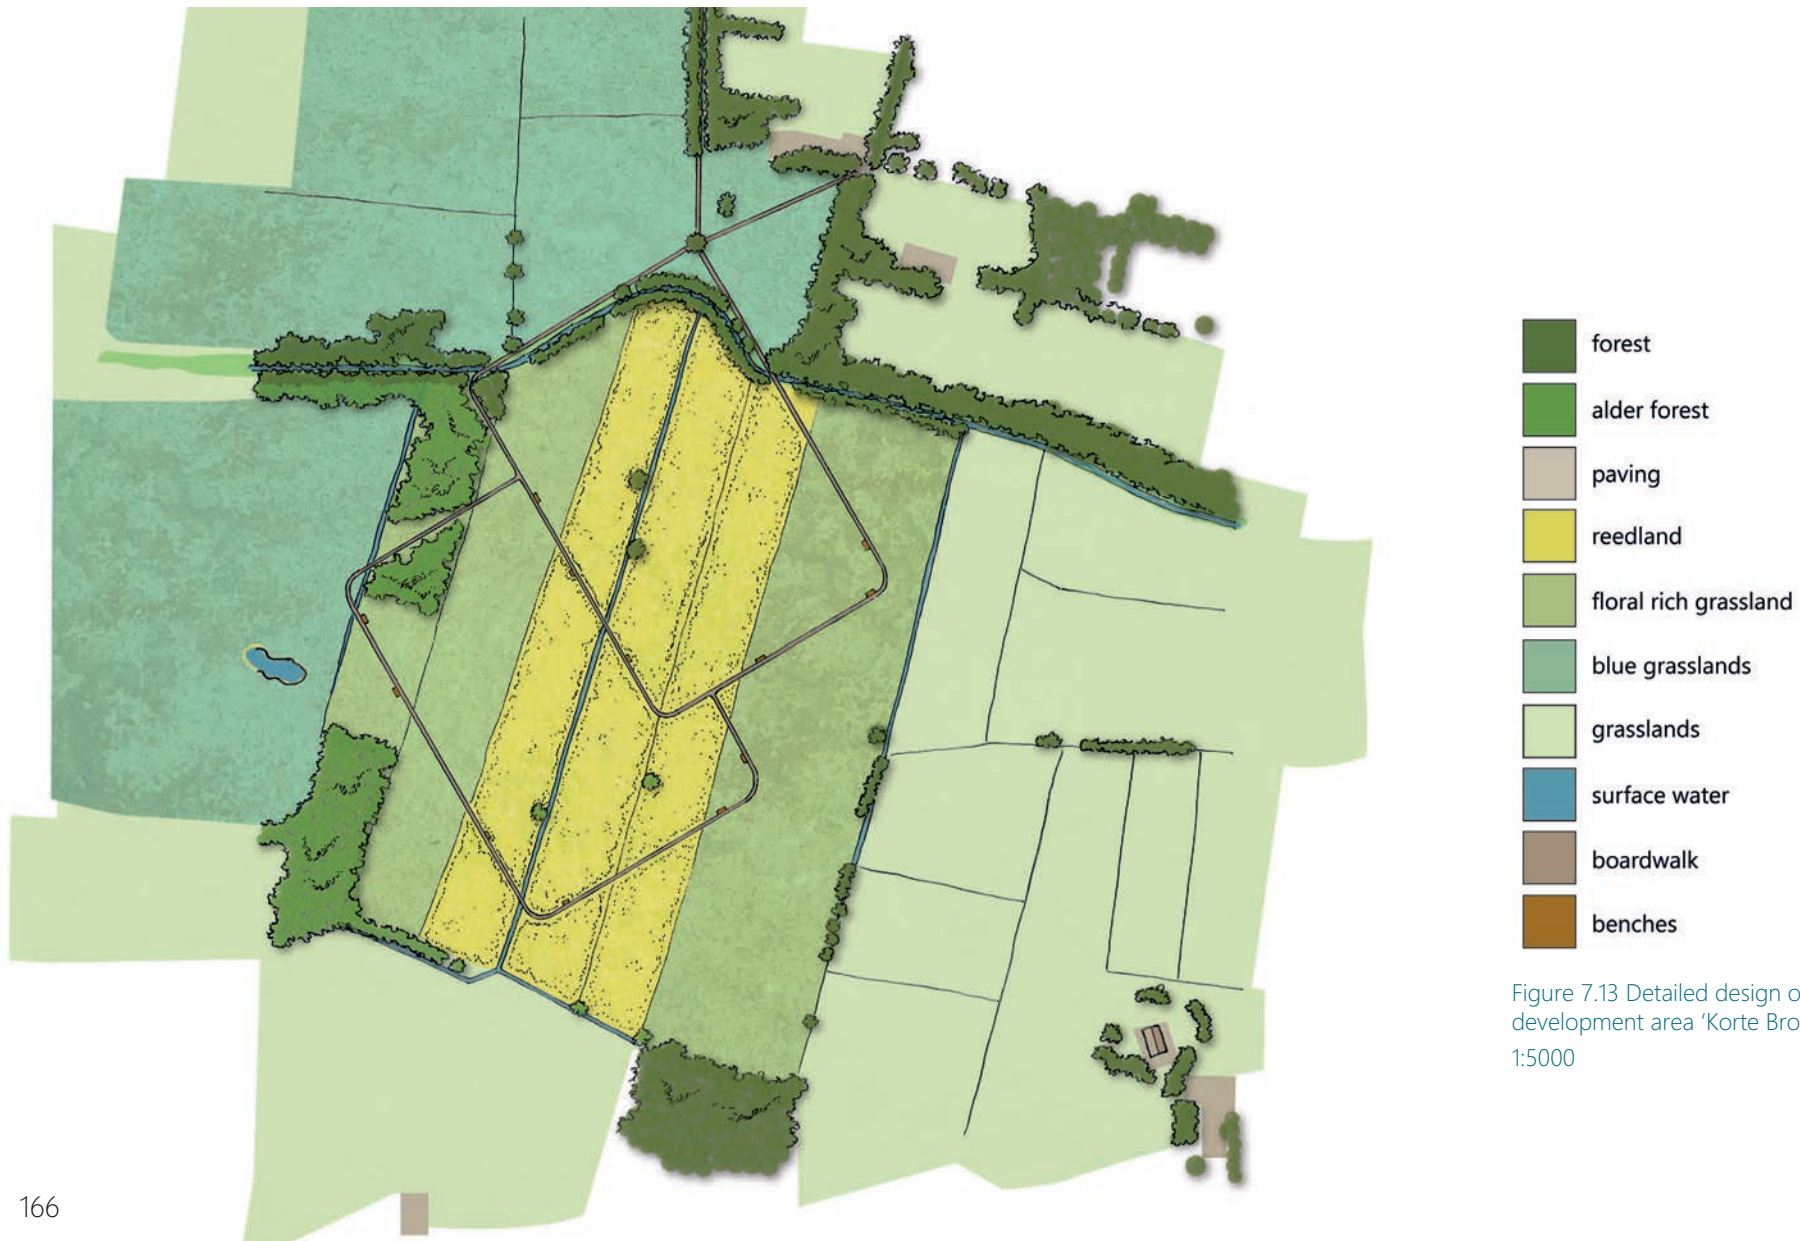 forest
alder forest
paving
reedland
floral rich grassland
blue grasslands
grasslands
surface water
boardwalk
benches
Figure 7.13 Detailed design
development area ‘Korte
1:5000
166